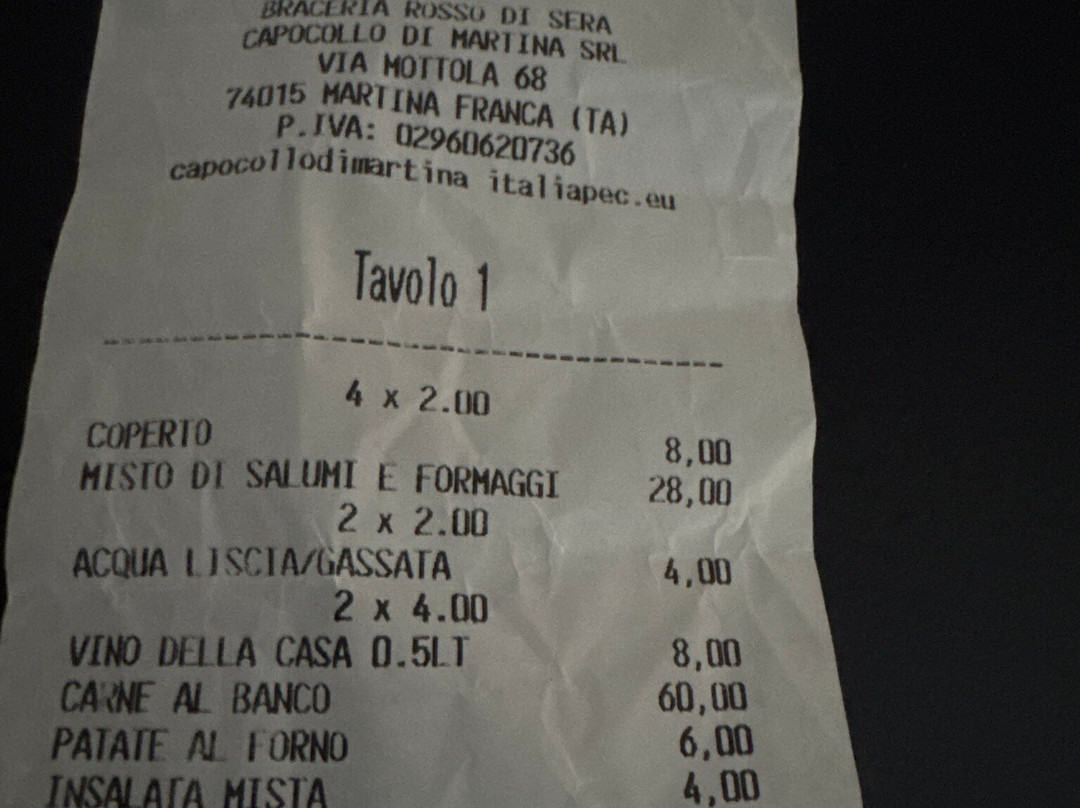 BRACERIA ROSSO DI SERA
CAPOCOLLO DI MARTINA SRL
VIA MOTTOLA 68
74015 MARTINA FRANCA (TA)
P.IVA: 02960620736
capocollodimartina italiapec.eu
Tavolo 1
4 x 2.00
COPERTO 8,00
MISTO DI SALUMI E FORMAGGI 28,00
2 x 2.00
ACQUA LISCIA/GASSATA 4,00
2 x 4.00
VINO DELLA CASA 0.5LT 8,00
CARNE AL BANCO 60,00
PATATE AL FORNO 6,00
INSALATA MISTA 4,00